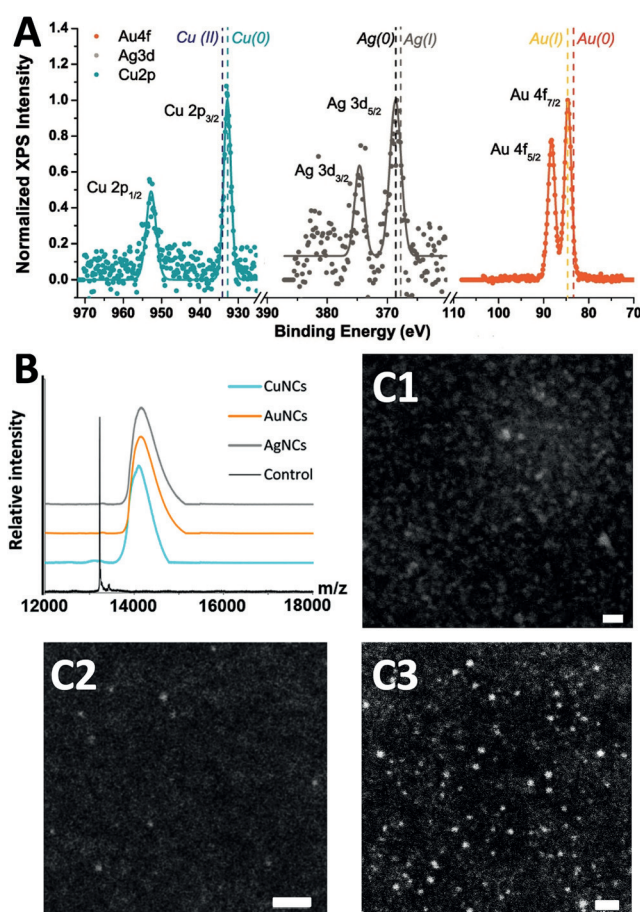 A
Normalized XPS Intensity
1.4
1.2
1.0
0.8
0.6
0.4
0.2
0.0
Au4f
Ag3d
Cu2p
Cu (II)
Cu(0)
Ag(0)
Ag(I)
Au(I)
Au(0)
Cu 2p3/2
Cu 2p1/2
Ag 3d5/2
Ag 3d3/2
Au 4f7/2
Au 4f5/2
970 960 950 940 930 390 380 370 360 110 100 90 80 70
Binding Energy (eV)
B
Relative intensity
CuNCs
AuNCs
AgNCs
Control
m/z
12000 14000 16000 18000
C1
C2
C3